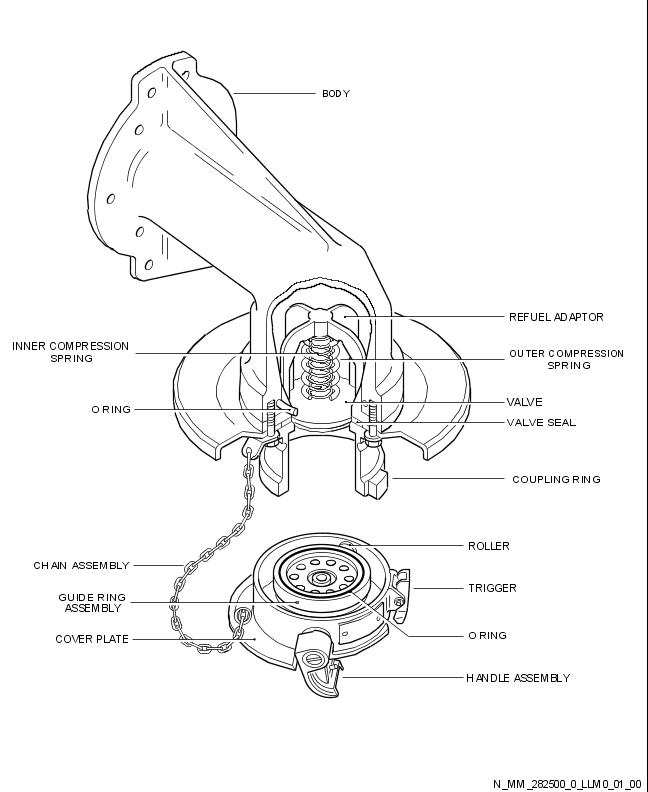 BODY
REFUEL ADAPTOR
INNER COMPRESSION
SPRING
OUTER COMPRESSION
SPRING
O RING
VALVE
VALVE SEAL
COUPLING RING
ROLLER
CHAIN ASSEMBLY
TRIGGER
GUIDE RING
ASSEMBLY
O RING
COVER PLATE
HANDLE ASSEMBLY
N_MM_282500_0_LLM0_01_00